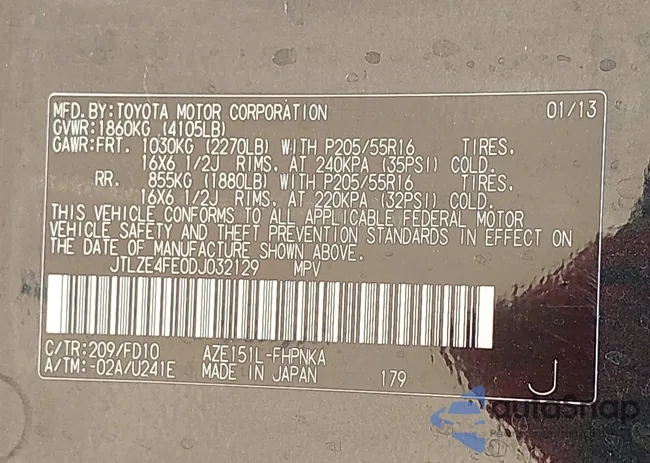 MFD.BY:TOYOTA MOTOR CORPORATION 01/13
GVWR:1860KG (4105LB)
GAWR:FRT. 1030KG (2270LB) WITH P205/55R16 TIRES.
16X6 1/2J RIMS. AT 240KPA (35PSI) COLD.
RR. 855KG (1880LB) WITH P205/55R16 TIRES.
16X6 1/2J RIMS. AT 220KPA (32PSI) COLD.
THIS VEHICLE CONFORMS TO ALL APPLICABLE FEDERAL MOTOR
VEHICLE SAFETY AND THEFT PREVENTION STANDARDS IN EFFECT ON
THE DATE OF MANUFACTURE SHOWN ABOVE.
JTLZE4FE0DJ032129 MPV
C/TR:209/FD10 AZE151L-FHPNKA
A/TM:-02A/U241E MADE IN JAPAN 179 J
autoSnap